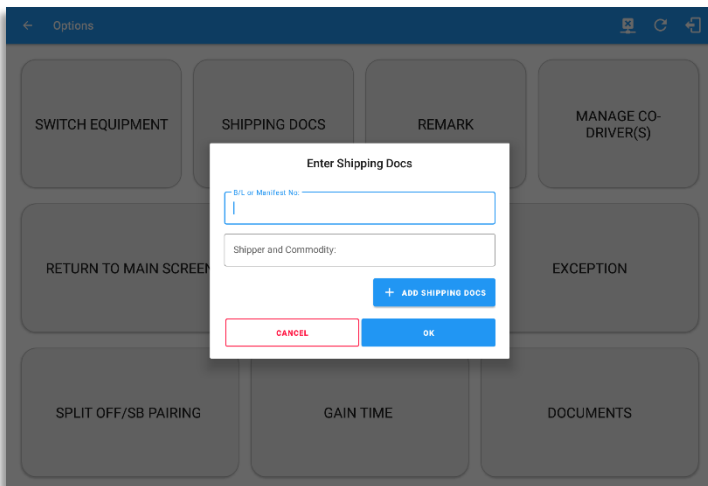 Options
SWITCH EQUIPMENT
SHIPPING DOCS
REMARK
MANAGE CO-
DRIVER(S)
Enter Shipping Docs
B/L or Manifest No.
Shipper and Commodity:
+ ADD SHIPPING DOCS
CANCEL
OK
RETURN TO MAIN SCREEN
EXCEPTION
SPLIT OFF/SB PAIRING
GAIN TIME
DOCUMENTS